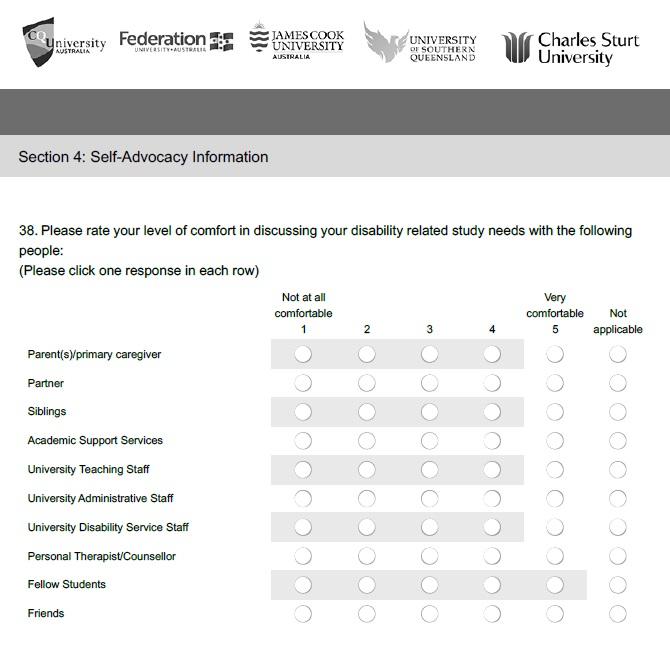 CQ University
AUSTRALIA
Federation
UNIVERSITY • AUSTRALIA
JAMES COOK
UNIVERSITY
AUSTRALIA
UNIVERSITY
OF SOUTHERN
QUEENSLAND
Charles Sturt
University
Section 4: Self-Advocacy Information
38. Please rate your level of comfort in discussing your disability related study needs with the following
people:
(Please click one response in each row)
Not at all comfortable 1 2 3 4 Very comfortable 5 Not applicable
Parent(s)/primary caregiver
Partner
Siblings
Academic Support Services
University Teaching Staff
University Administrative Staff
University Disability Service Staff
Personal Therapist/Counsellor
Fellow Students
Friends